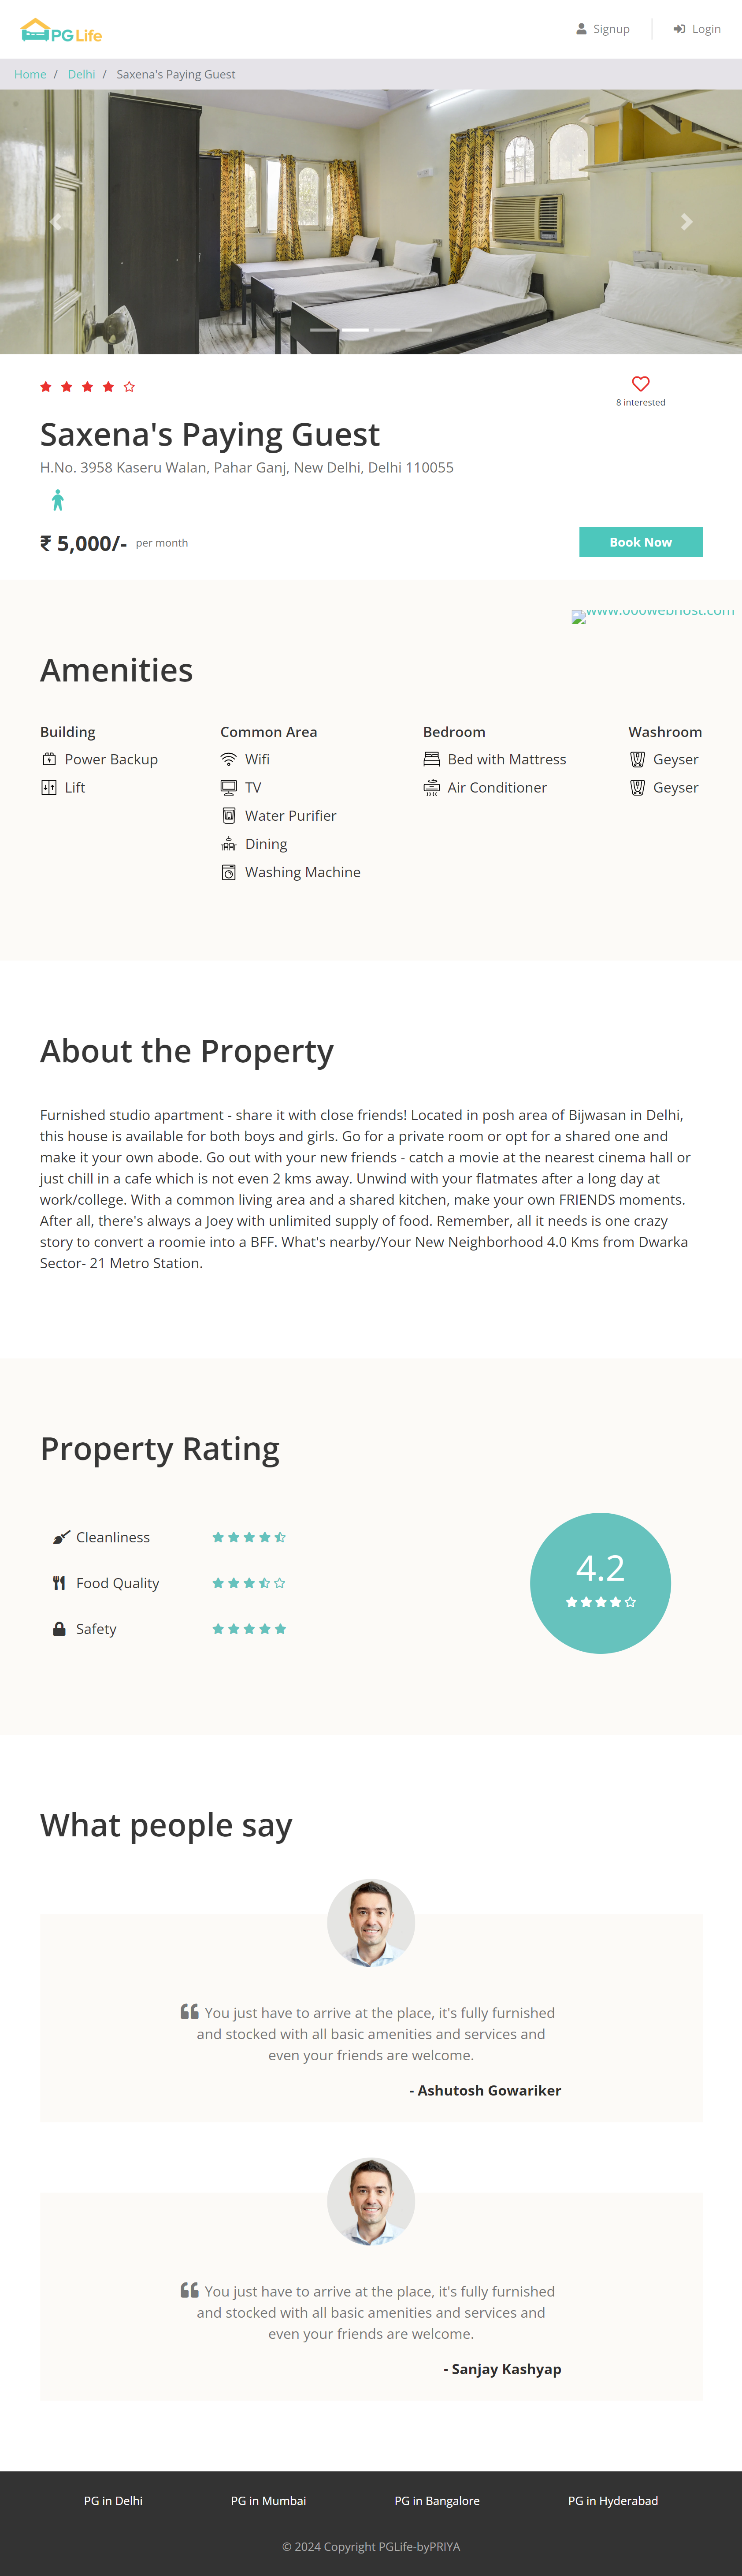 PG Life
Signup
Login
Home / Delhi / Saxena's Paying Guest
8 interested
Saxena's Paying Guest
H.No. 3958 Kaseru Walan, Pahar Ganj, New Delhi, Delhi 110055
₹ 5,000/- per month
Book Now
www.000webhost.com
Amenities
Building
Power Backup
Lift
Common Area
Wifi
TV
Water Purifier
Dining
Washing Machine
Bedroom
Bed with Mattress
Air Conditioner
Washroom
Geyser
Geyser
About the Property
Furnished studio apartment - share it with close friends! Located in posh area of Bijwasan in Delhi,
this house is available for both boys and girls. Go for a private room or opt for a shared one and
make it your own abode. Go out with your new friends - catch a movie at the nearest cinema hall or
just chill in a cafe which is not even 2 kms away. Unwind with your flatmates after a long day at
work/college. With a common living area and a shared kitchen, make your own FRIENDS moments.
After all, there's always a Joey with unlimited supply of food. Remember, all it needs is one crazy
story to convert a roomie into a BFF. What's nearby/Your New Neighborhood 4.0 Kms from Dwarka
Sector- 21 Metro Station.
Property Rating
Cleanliness
Food Quality
Safety
4.2
What people say
You just have to arrive at the place, it's fully furnished
and stocked with all basic amenities and services and
even your friends are welcome.
- Ashutosh Gowariker
You just have to arrive at the place, it's fully furnished
and stocked with all basic amenities and services and
even your friends are welcome.
- Sanjay Kashyap
PG in Delhi
PG in Mumbai
PG in Bangalore
PG in Hyderabad
© 2024 Copyright PGLife-byPRIYA